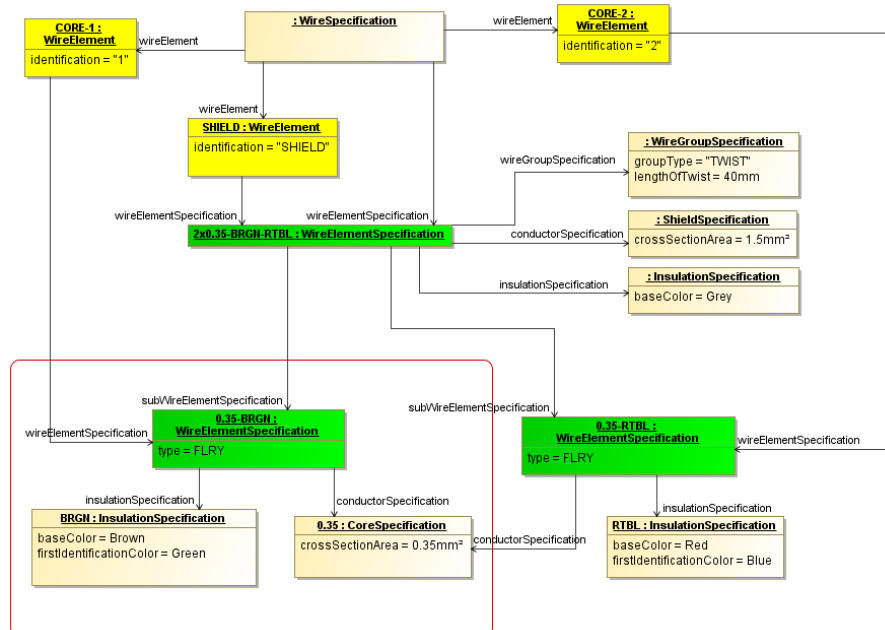 CORE-1 :
WireElement
identification = "1"
wireElement
: WireSpecification
wireElement
CORE-2 :
WireElement
identification = "2"
wireElement
SHIELD : WireElement
identification = "SHIELD"
wireGroupSpecification
: WireGroupSpecification
groupType = "TWIST"
lengthOfTwist = 40mm
wireElementSpecification
wireElementSpecification
2x0.35-BRGN-RTBL : WireElementSpecification
conductorSpecification
: ShieldSpecification
crossSectionArea = 1.5mm²
insulationSpecification
: InsulationSpecification
baseColor = Grey
subWireElementSpecification
subWireElementSpecification
wireElementSpecification
0.35-BRGN :
WireElementSpecification
type = FLRY
0.35-RTBL :
WireElementSpecification
type = FLRY
wireElementSpecification
insulationSpecification
conductorSpecification
insulationSpecification
BRGN : InsulationSpecification
baseColor = Brown
firstIdentificationColor = Green
0.35 : CoreSpecification
crossSectionArea = 0.35mm²
conductorSpecification
RTBL : InsulationSpecification
baseColor = Red
firstIdentificationColor = Blue